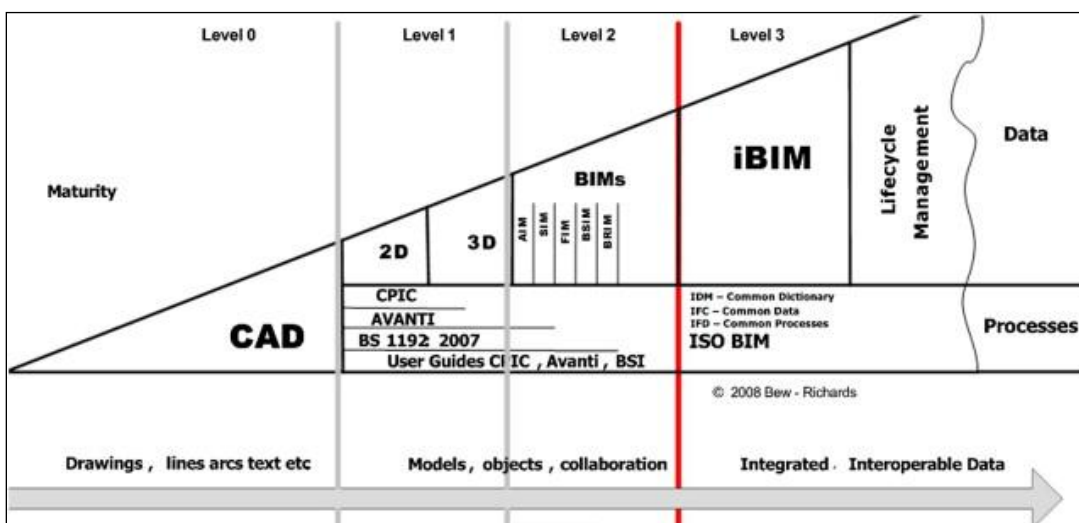 Level 0
Level 1
Level 2
Level 3
Maturity
CAD
2D
3D
BIMs
AIM
SIM
FIM
BSIM
BRIM
iBIM
Lifecycle
Management
Data
CPIC
AVANTI
BS 1192: 2007
User Guides CPIC , Avanti , BSI
IDM – Common Dictionary
IFC – Common Data
IFD – Common Processes
ISO BIM
Processes
© 2008 Bew - Richards
Drawings , lines arcs text etc
Models, objects , collaboration
Integrated , Interoperable Data